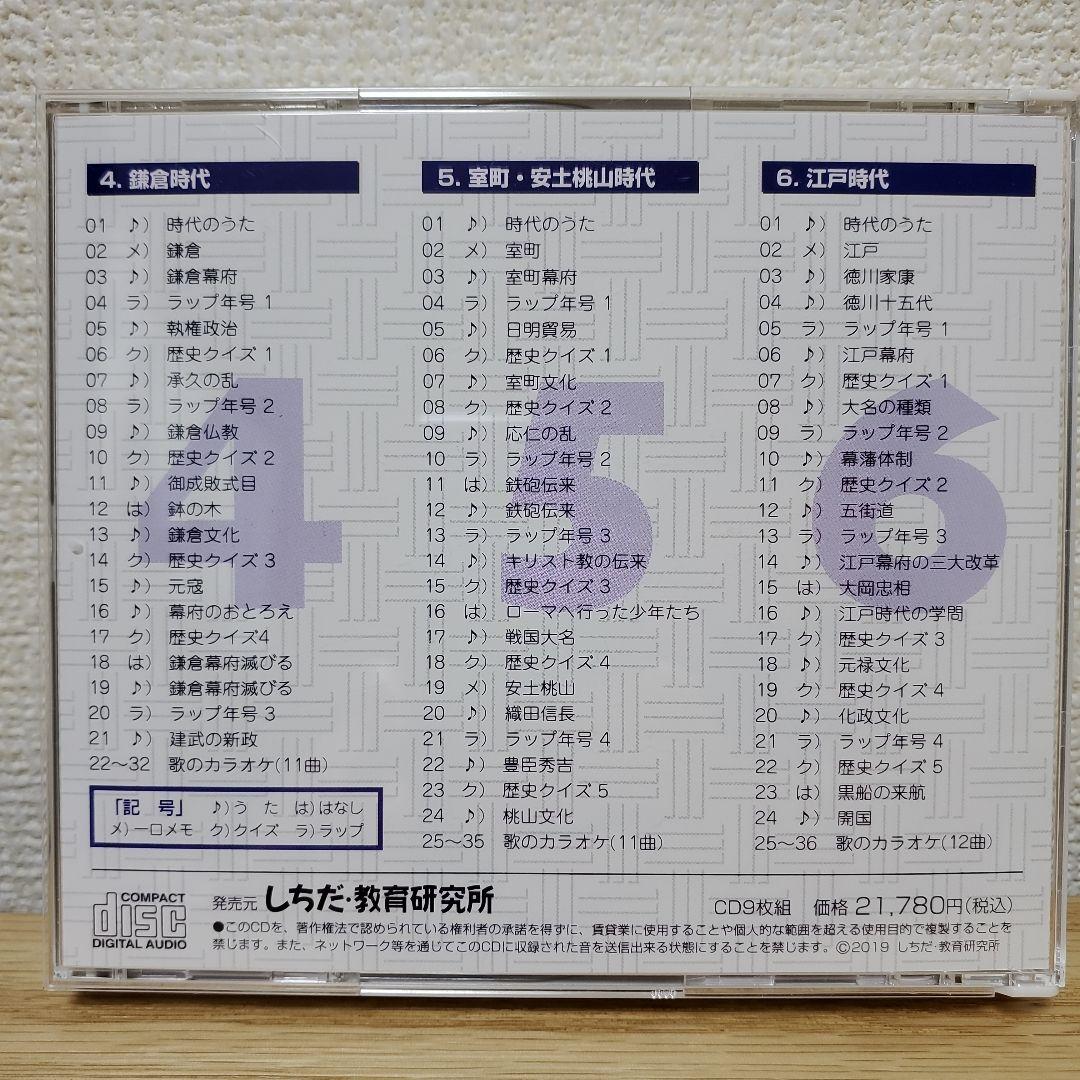 4. 鎌倉時代
01 ♪) 時代のうた
02 メ) 鎌倉
03 ♪) 鎌倉幕府
04 ラ) ラップ年号 1
05 ♪) 執権政治
06 ク) 歴史クイズ 1
07 ♪) 承久の乱
08 ラ) ラップ年号 2
09 ♪) 鎌倉仏教
10 ク) 歴史クイズ 2
11 ♪) 御成敗式目
12 は) 鉢の木
13 ♪) 鎌倉文化
14 ク) 歴史クイズ 3
15 ♪) 元寇
16 ♪) 幕府のおとろえ
17 ク) 歴史クイズ4
18 は) 鎌倉幕府滅びる
19 ♪) 鎌倉幕府滅びる
20 ラ) ラップ年号 3
21 ♪) 建武の新政
22〜32 歌のカラオケ(11曲)
「記 号」 ♪)う た は)はなし
メ)一口メモ ク)クイズ ラ)ラップ
5. 室町・安土桃山時代
01 ♪) 時代のうた
02 メ) 室町
03 ♪) 室町幕府
04 ラ) ラップ年号 1
05 ♪) 日明貿易
06 ク) 歴史クイズ 1
07 ♪) 室町文化
08 ク) 歴史クイズ 2
09 ♪) 応仁の乱
10 ラ) ラップ年号 2
11 は) 鉄砲伝来
12 ♪) 鉄砲伝来
13 ラ) ラップ年号 3
14 ♪) キリスト教の伝来
15 ク) 歴史クイズ 3
16 は) ローマへ行った少年たち
17 ♪) 戦国大名
18 ク) 歴史クイズ 4
19 メ) 安土桃山
20 ♪) 織田信長
21 ラ) ラップ年号 4
22 ♪) 豊臣秀吉
23 ク) 歴史クイズ 5
24 ♪) 桃山文化
25〜35 歌のカラオケ(11曲)
6. 江戸時代
01 ♪) 時代のうた
02 メ) 江戸
03 ♪) 徳川家康
04 ♪) 徳川十五代
05 ラ) ラップ年号 1
06 ♪) 江戸幕府
07 ク) 歴史クイズ 1
08 ♪) 大名の種類
09 ラ) ラップ年号 2
10 ♪) 幕藩体制
11 ク) 歴史クイズ 2
12 ♪) 五街道
13 ラ) ラップ年号 3
14 ♪) 江戸幕府の三大改革
15 は) 大岡忠相
16 ♪) 江戸時代の学問
17 ク) 歴史クイズ 3
18 ♪) 元禄文化
19 ク) 歴史クイズ 4
20 ♪) 化政文化
21 ラ) ラップ年号 4
22 ク) 歴史クイズ 5
23 は) 黒船の来航
24 ♪) 開国
25〜36 歌のカラオケ(12曲)
4
5
6
COMPACT
disc
DIGITAL AUDIO
発売元 しちだ・教育研究所
CD9枚組 価格 21,780円(税込)
●このCDを、著作権法で認められている権利者の承諾を得ずに、賃貸業に使用することや個人的な範囲を超える使用目的で複製することを
禁じます。また、ネットワーク等を通じてこのCDに収録された音を送信出来る状態にすることを禁じます。©2019 しちだ・教育研究所